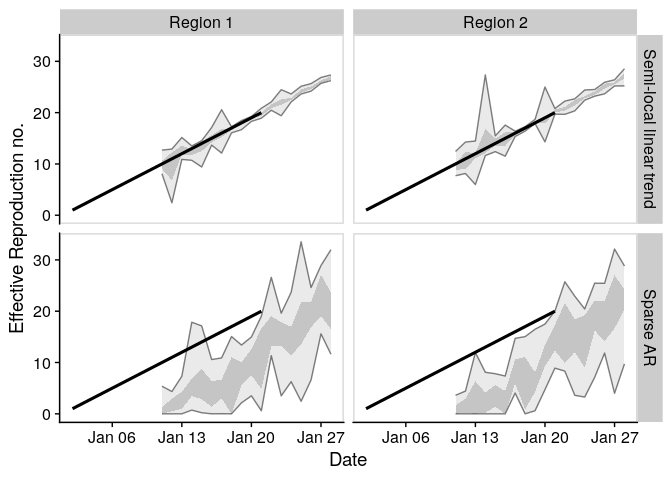 Region 1
Region 2
Effective Reproduction no.
30
20
10
0
Semi-local linear trend
30
20
10
0
Sparse AR
Jan 06
Jan 13
Jan 20
Jan 27
Jan 06
Jan 13
Jan 20
Jan 27
Date